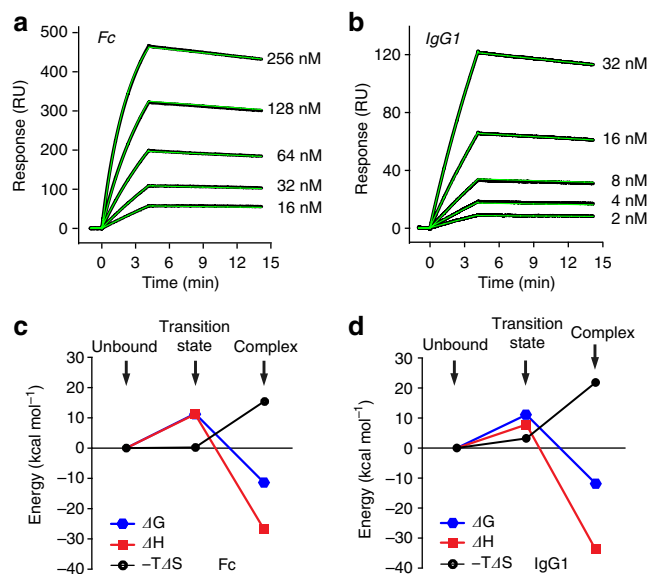 a
Fc
Response (RU)
500
400
300
200
100
0
256 nM
128 nM
64 nM
32 nM
16 nM
0 3 6 9 12 15
Time (min)
b
IgG1
Response (RU)
120
80
40
0
32 nM
16 nM
8 nM
4 nM
2 nM
0 3 6 9 12 15
Time (min)
c
Unbound
Transition
state
Complex
Energy (kcal mol⁻¹)
30
20
10
0
−10
−20
−30
−40
ΔG
ΔH
−TΔS
Fc
d
Unbound
Transition
state
Complex
Energy (kcal mol⁻¹)
30
20
10
0
−10
−20
−30
−40
ΔG
ΔH
−TΔS
IgG1